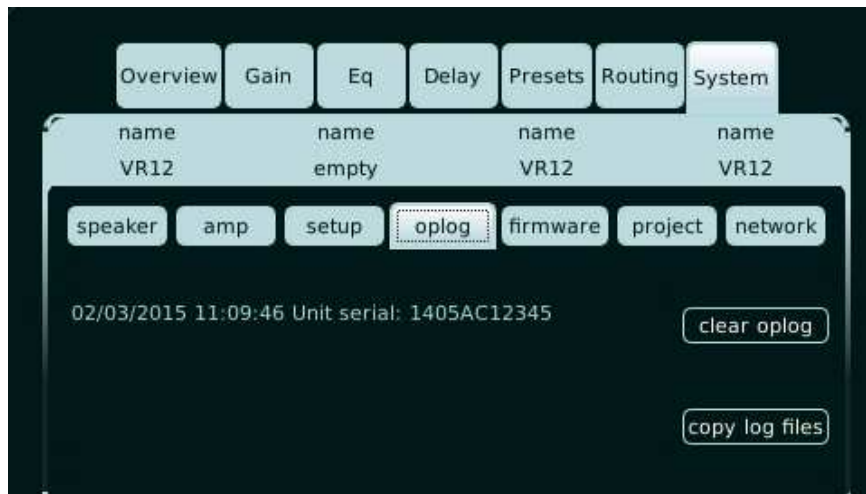 Overview Gain Eq Delay Presets Routing System
name name name name
VR12 empty VR12 VR12
speaker amp setup oplog firmware project network
02/03/2015 11:09:46 Unit serial: 1405AC12345
clear oplog
copy log files